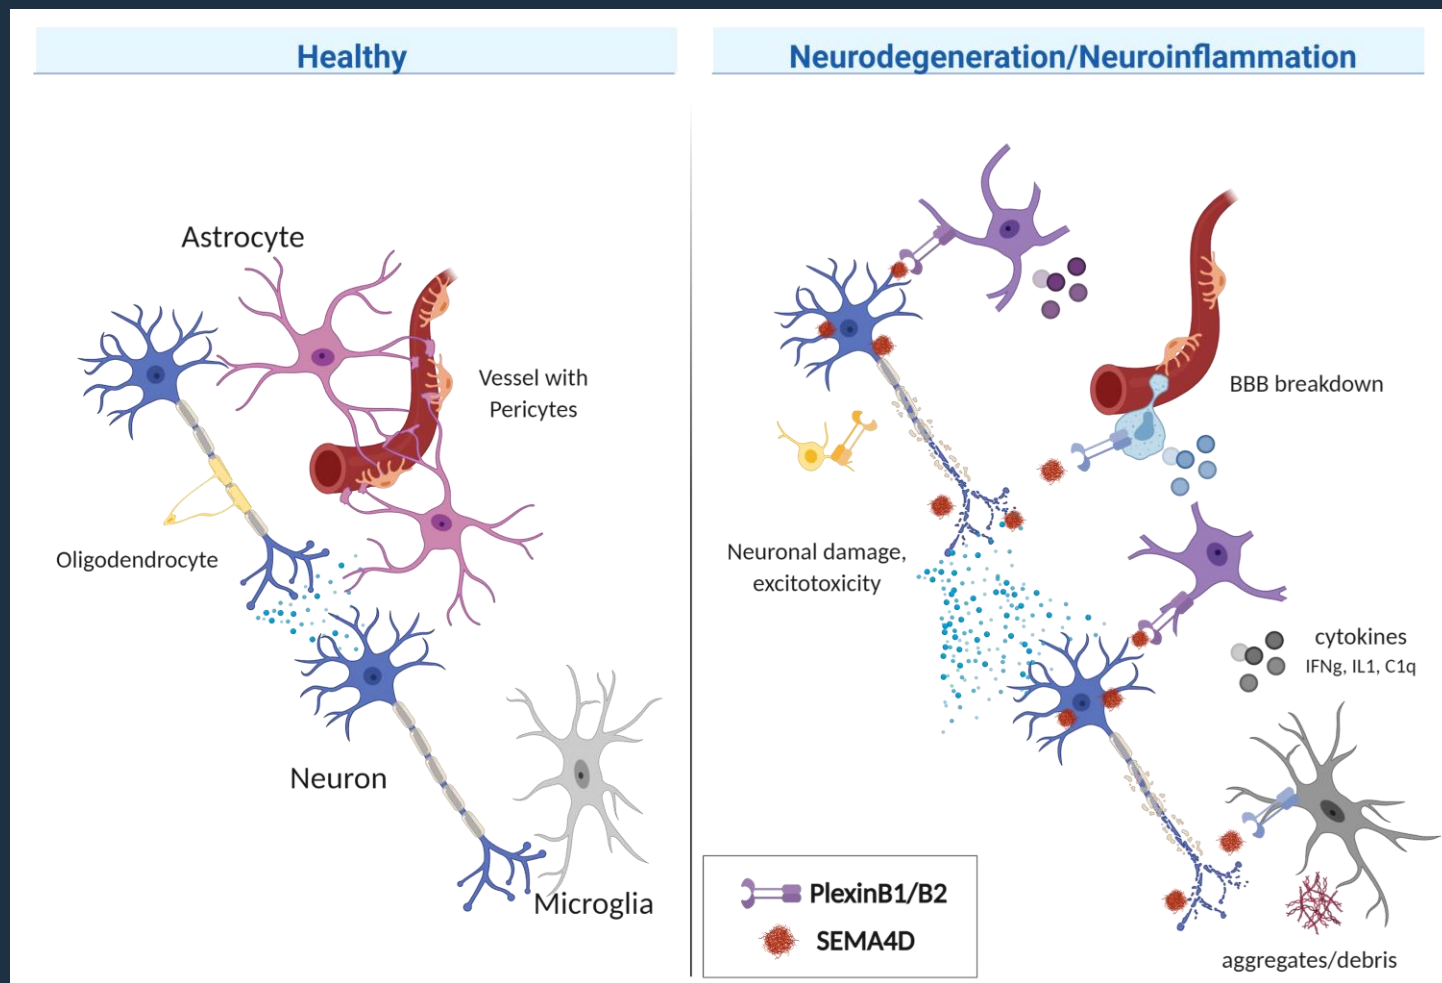 Healthy
Astrocyte
Vessel with
Pericytes
Oligodendrocyte
Neuron
Microglia
Neurodegeneration/Neuroinflammation
BBB breakdown
Neuronal damage,
excitotoxicity
cytokines
IFNg, IL1, C1q
aggregates/debris
PlexinB1/B2
SEMA4D